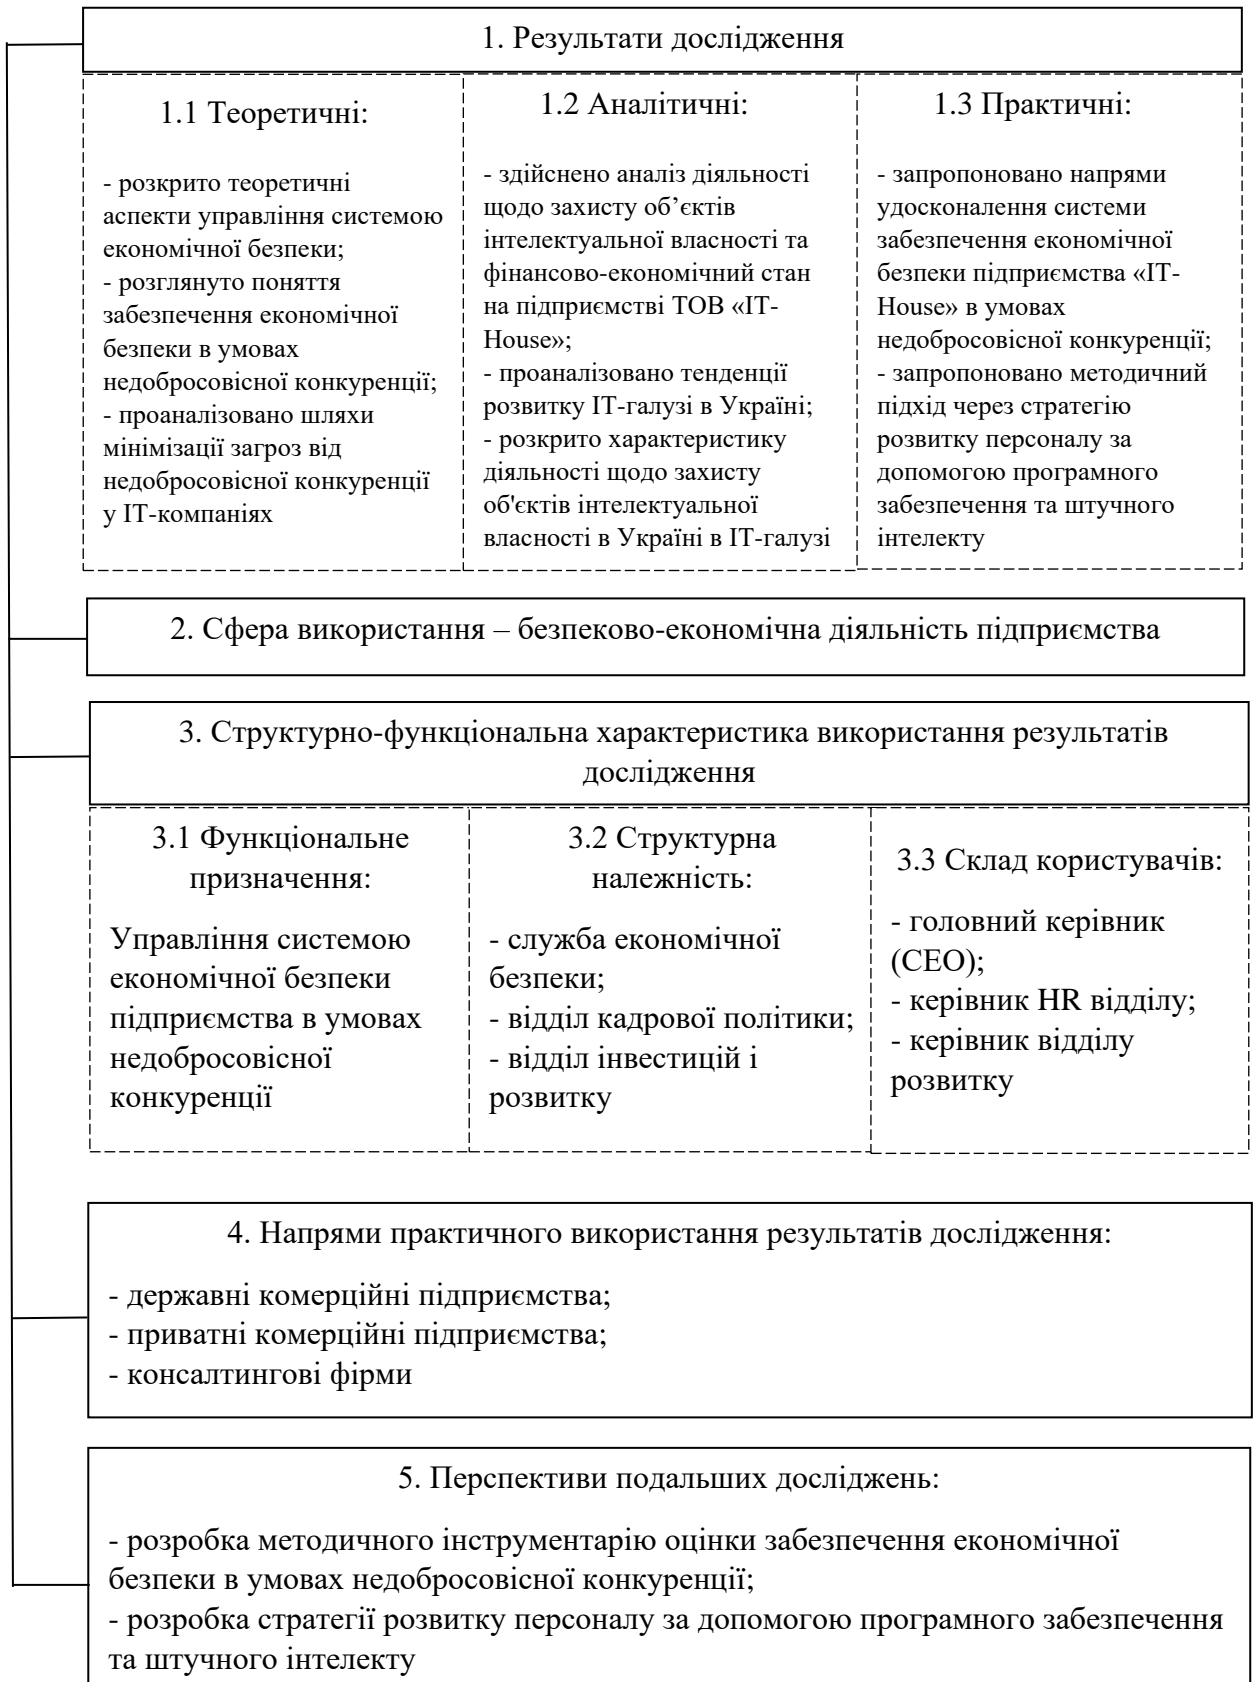 1. Результати дослідження
1.1 Теоретичні:
- розкрито теоретичні
аспекти управління системою
економічної безпеки;
- розглянуто поняття
забезпечення економічної
безпеки в умовах
недобросовісної конкуренції;
- проаналізовано шляхи
мінімізації загроз від
недобросовісної конкуренції
у ІТ-компаніях
1.2 Аналітичні:
- здійснено аналіз діяльності
щодо захисту об’єктів
інтелектуальної власності та
фінансово-економічний стан
на підприємстві ТОВ «IT-
House»;
- проаналізовано тенденції
розвитку ІТ-галузі в Україні;
- розкрито характеристику
діяльності щодо захисту
об'єктів інтелектуальної
власності в Україні в ІТ-галузі
1.3 Практичні:
- запропоновано напрями
удосконалення системи
забезпечення економічної
безпеки підприємства «IT-
House» в умовах
недобросовісної конкуренції;
- запропоновано методичний
підхід через стратегію
розвитку персоналу за
допомогою програмного
забезпечення та штучного
інтелекту
2. Сфера використання – безпеково-економічна діяльність підприємства
3. Структурно-функціональна характеристика використання результатів
дослідження
3.1 Функціональне
призначення:
Управління системою
економічної безпеки
підприємства в умовах
недобросовісної
конкуренції
3.2 Структурна
належність:
- служба економічної
безпеки;
- відділ кадрової політики;
- відділ інвестицій і
розвитку
3.3 Склад користувачів:
- головний керівник
(CEO);
- керівник HR відділу;
- керівник відділу
розвитку
4. Напрями практичного використання результатів дослідження:
- державні комерційні підприємства;
- приватні комерційні підприємства;
- консалтингові фірми
5. Перспективи подальших досліджень:
- розробка методичного інструментарію оцінки забезпечення економічної
безпеки в умовах недобросовісної конкуренції;
- розробка стратегії розвитку персоналу за допомогою програмного забезпечення
та штучного інтелекту